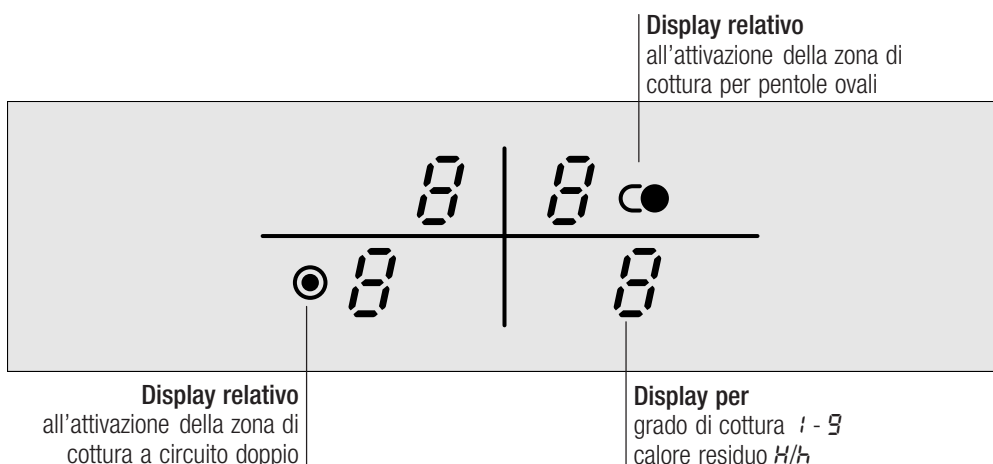 Display relativo
all'attivazione della zona di
cottura per pentole ovali
8 8
8 8
Display relativo
all'attivazione della zona di
cottura a circuito doppio
Display per
grado di cottura 1 - 9
calore residuo H/h